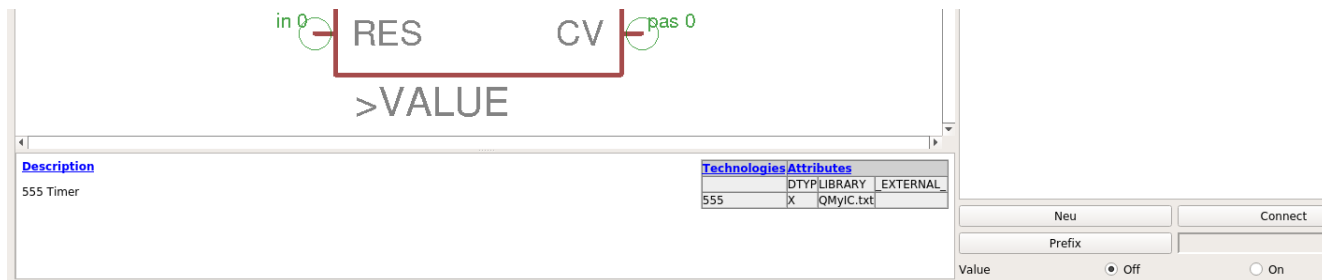 in 0 RES CV pas 0
>VALUE
Description
555 Timer
Technologies Attributes
DTYP LIBRARY _EXTERNAL_
555 X QMyIC.txt
Neu Connect
Prefix
Value Off On